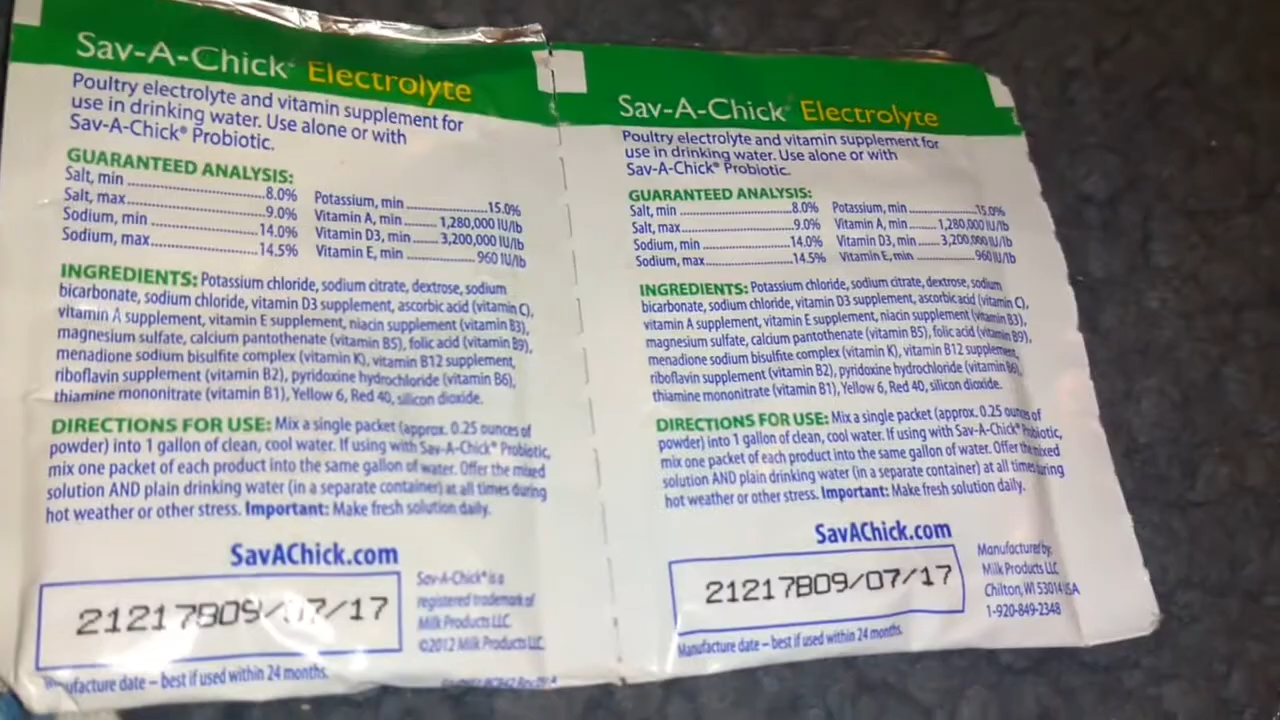 Sav-A-Chick® Electrolyte
Poultry electrolyte and vitamin supplement for
use in drinking water. Use alone or with
Sav-A-Chick® Probiotic.
GUARANTEED ANALYSIS:
Salt, min ........ 8.0%
Salt, max ........ 9.0%
Sodium, min ........ 14.0%
Sodium, max ........ 14.5%
Potassium, min ........ 15.0%
Vitamin A, min ........ 1,280,000 IU/lb
Vitamin D3, min ........ 3,200,000 IU/lb
Vitamin E, min ........ 960 IU/lb
INGREDIENTS: Potassium chloride, sodium citrate, dextrose, sodium
bicarbonate, sodium chloride, vitamin D3 supplement, ascorbic acid (vitamin C),
vitamin A supplement, vitamin E supplement, niacin supplement (vitamin B3),
magnesium sulfate, calcium pantothenate (vitamin B5), folic acid (vitamin B9),
menadione sodium bisulfite complex (vitamin K), vitamin B12 supplement,
riboflavin supplement (vitamin B2), pyridoxine hydrochloride (vitamin B6),
thiamine mononitrate (vitamin B1), Yellow 6, Red 40, silicon dioxide.
DIRECTIONS FOR USE: Mix a single packet (approx. 0.25 ounces of
powder) into 1 gallon of clean, cool water. If using with Sav-A-Chick® Probiotic,
mix one packet of each product into the same gallon of water. Offer the mixed
solution AND plain drinking water (in a separate container) at all times during
hot weather or other stress. Important: Make fresh solution daily.
SavAChick.com
21217B09/07/17
Manufacture date – best if used within 24 months.
Sav-A-Chick® is a
registered trademark of
Milk Products LLC.
©2012 Milk Products LLC
Sav-A-Chick® Electrolyte
Poultry electrolyte and vitamin supplement for
use in drinking water. Use alone or with
Sav-A-Chick® Probiotic.
GUARANTEED ANALYSIS:
Salt, min ........ 8.0%
Salt, max ........ 9.0%
Sodium, min ........ 14.0%
Sodium, max ........ 14.5%
Potassium, min ........ 15.0%
Vitamin A, min ........ 1,280,000 IU/lb
Vitamin D3, min ........ 3,200,000 IU/lb
Vitamin E, min ........ 960 IU/lb
INGREDIENTS: Potassium chloride, sodium citrate, dextrose, sodium
bicarbonate, sodium chloride, vitamin D3 supplement, ascorbic acid (vitamin C),
vitamin A supplement, vitamin E supplement, niacin supplement (vitamin B3),
magnesium sulfate, calcium pantothenate (vitamin B5), folic acid (vitamin B9),
menadione sodium bisulfite complex (vitamin K), vitamin B12 supplement,
riboflavin supplement (vitamin B2), pyridoxine hydrochloride (vitamin B6),
thiamine mononitrate (vitamin B1), Yellow 6, Red 40, silicon dioxide.
DIRECTIONS FOR USE: Mix a single packet (approx. 0.25 ounces of
powder) into 1 gallon of clean, cool water. If using with Sav-A-Chick® Probiotic,
mix one packet of each product into the same gallon of water. Offer the mixed
solution AND plain drinking water (in a separate container) at all times during
hot weather or other stress. Important: Make fresh solution daily.
SavAChick.com
21217B09/07/17
Manufacture date – best if used within 24 months.
Manufactured by:
Milk Products LLC
Chilton, WI 53014 USA
1-920-849-2348